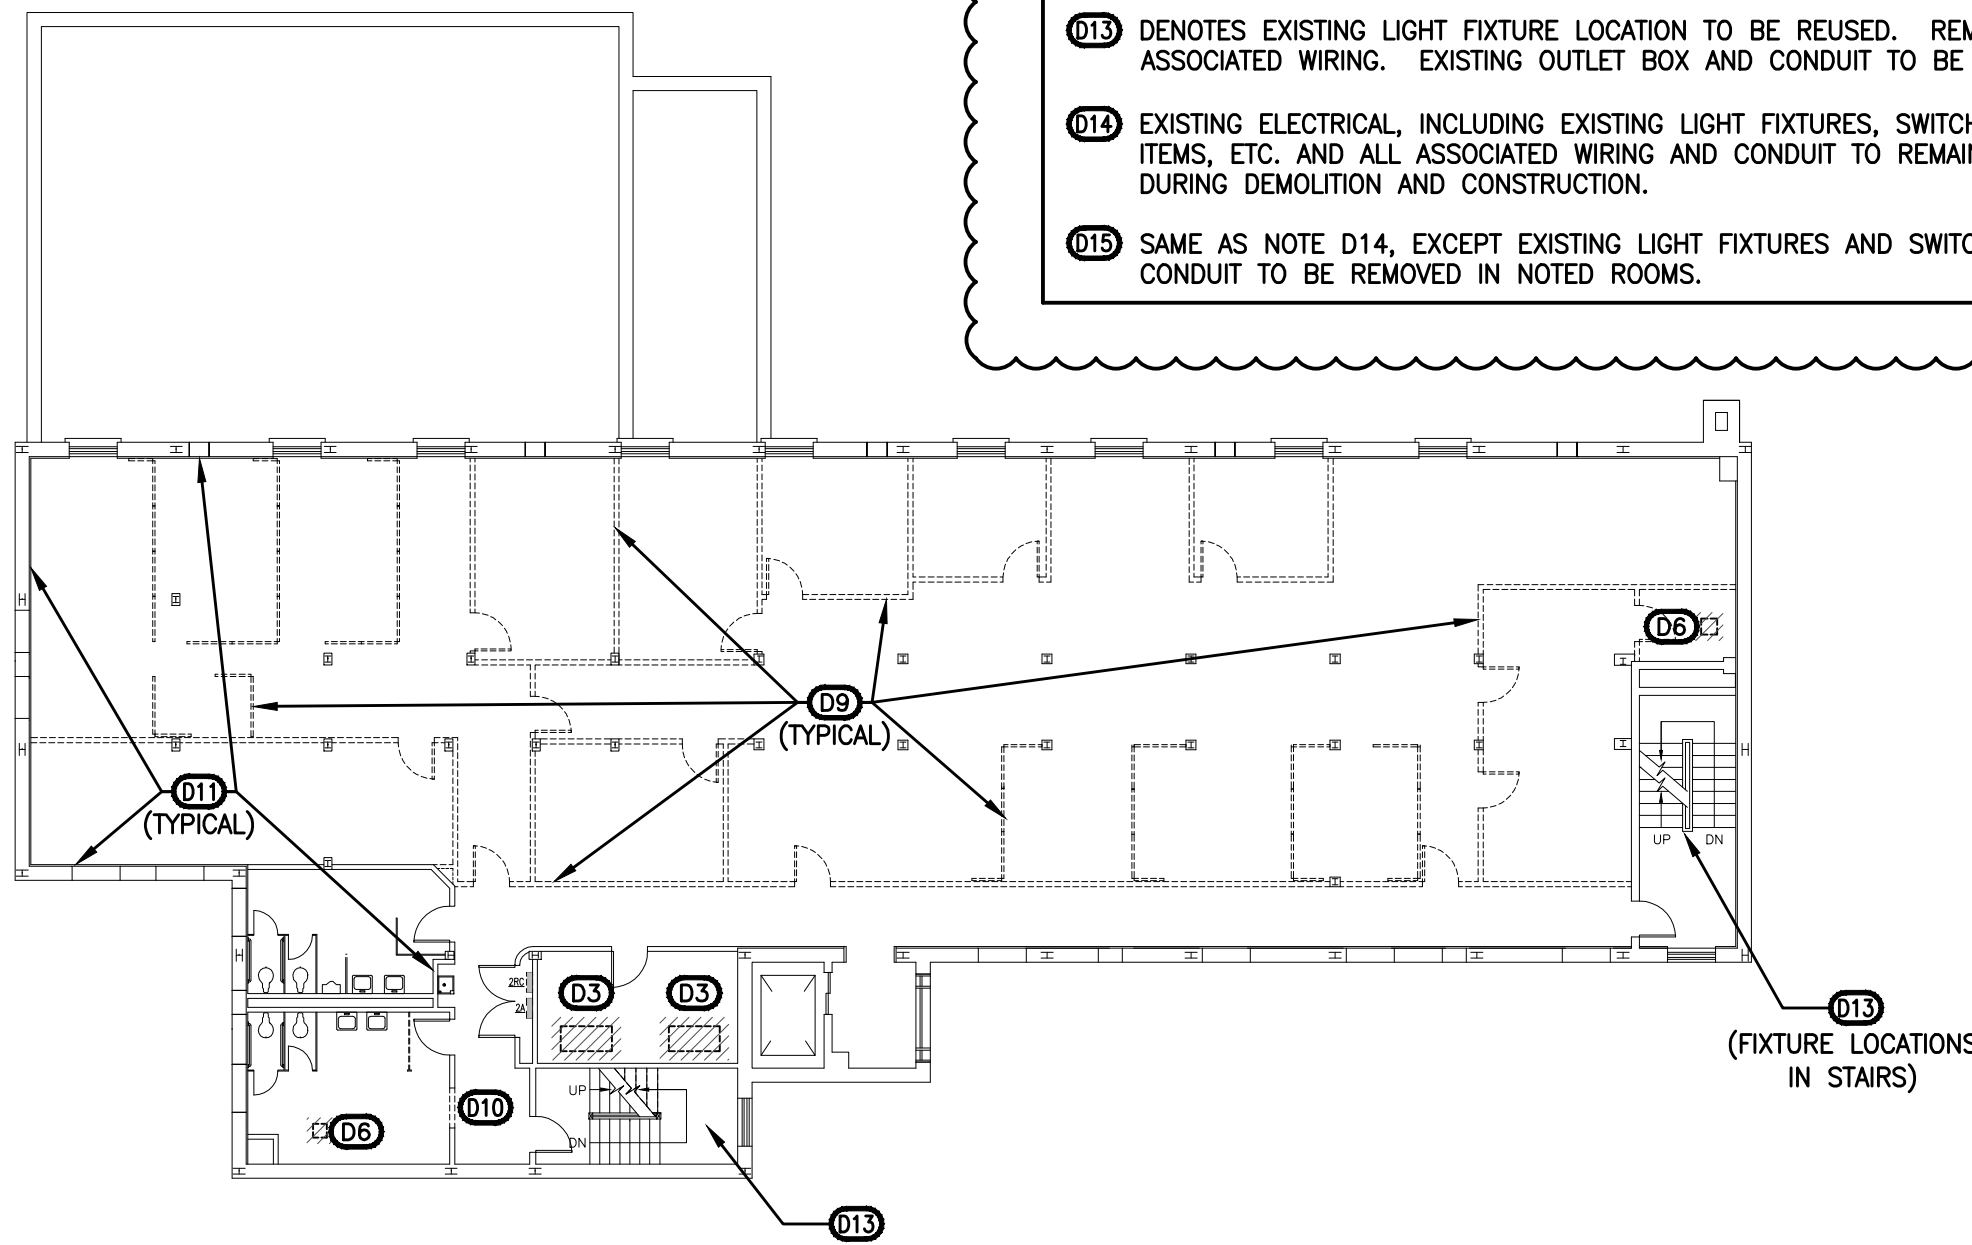 D13 DENOTES EXISTING LIGHT FIXTURE LOCATION TO BE REUSED.
ASSOCIATED WIRING. EXISTING OUTLET BOX AND CONDUIT TO BE
D14 EXISTING ELECTRICAL, INCLUDING EXISTING LIGHT FIXTURES,
ITEMS, ETC. AND ALL ASSOCIATED WIRING AND CONDUIT TO
DURING DEMOLITION AND CONSTRUCTION.
D15 SAME AS NOTE D14, EXCEPT EXISTING LIGHT FIXTURES AND
CONDUIT TO BE REMOVED IN NOTED ROOMS.
D6
D9
(TYPICAL)
D11
(TYPICAL)
UP DN
2RC
2A
D3 D3
D13
(FIXTURE LOCATIONS
IN STAIRS)
UP
D10
D6
DN
D13